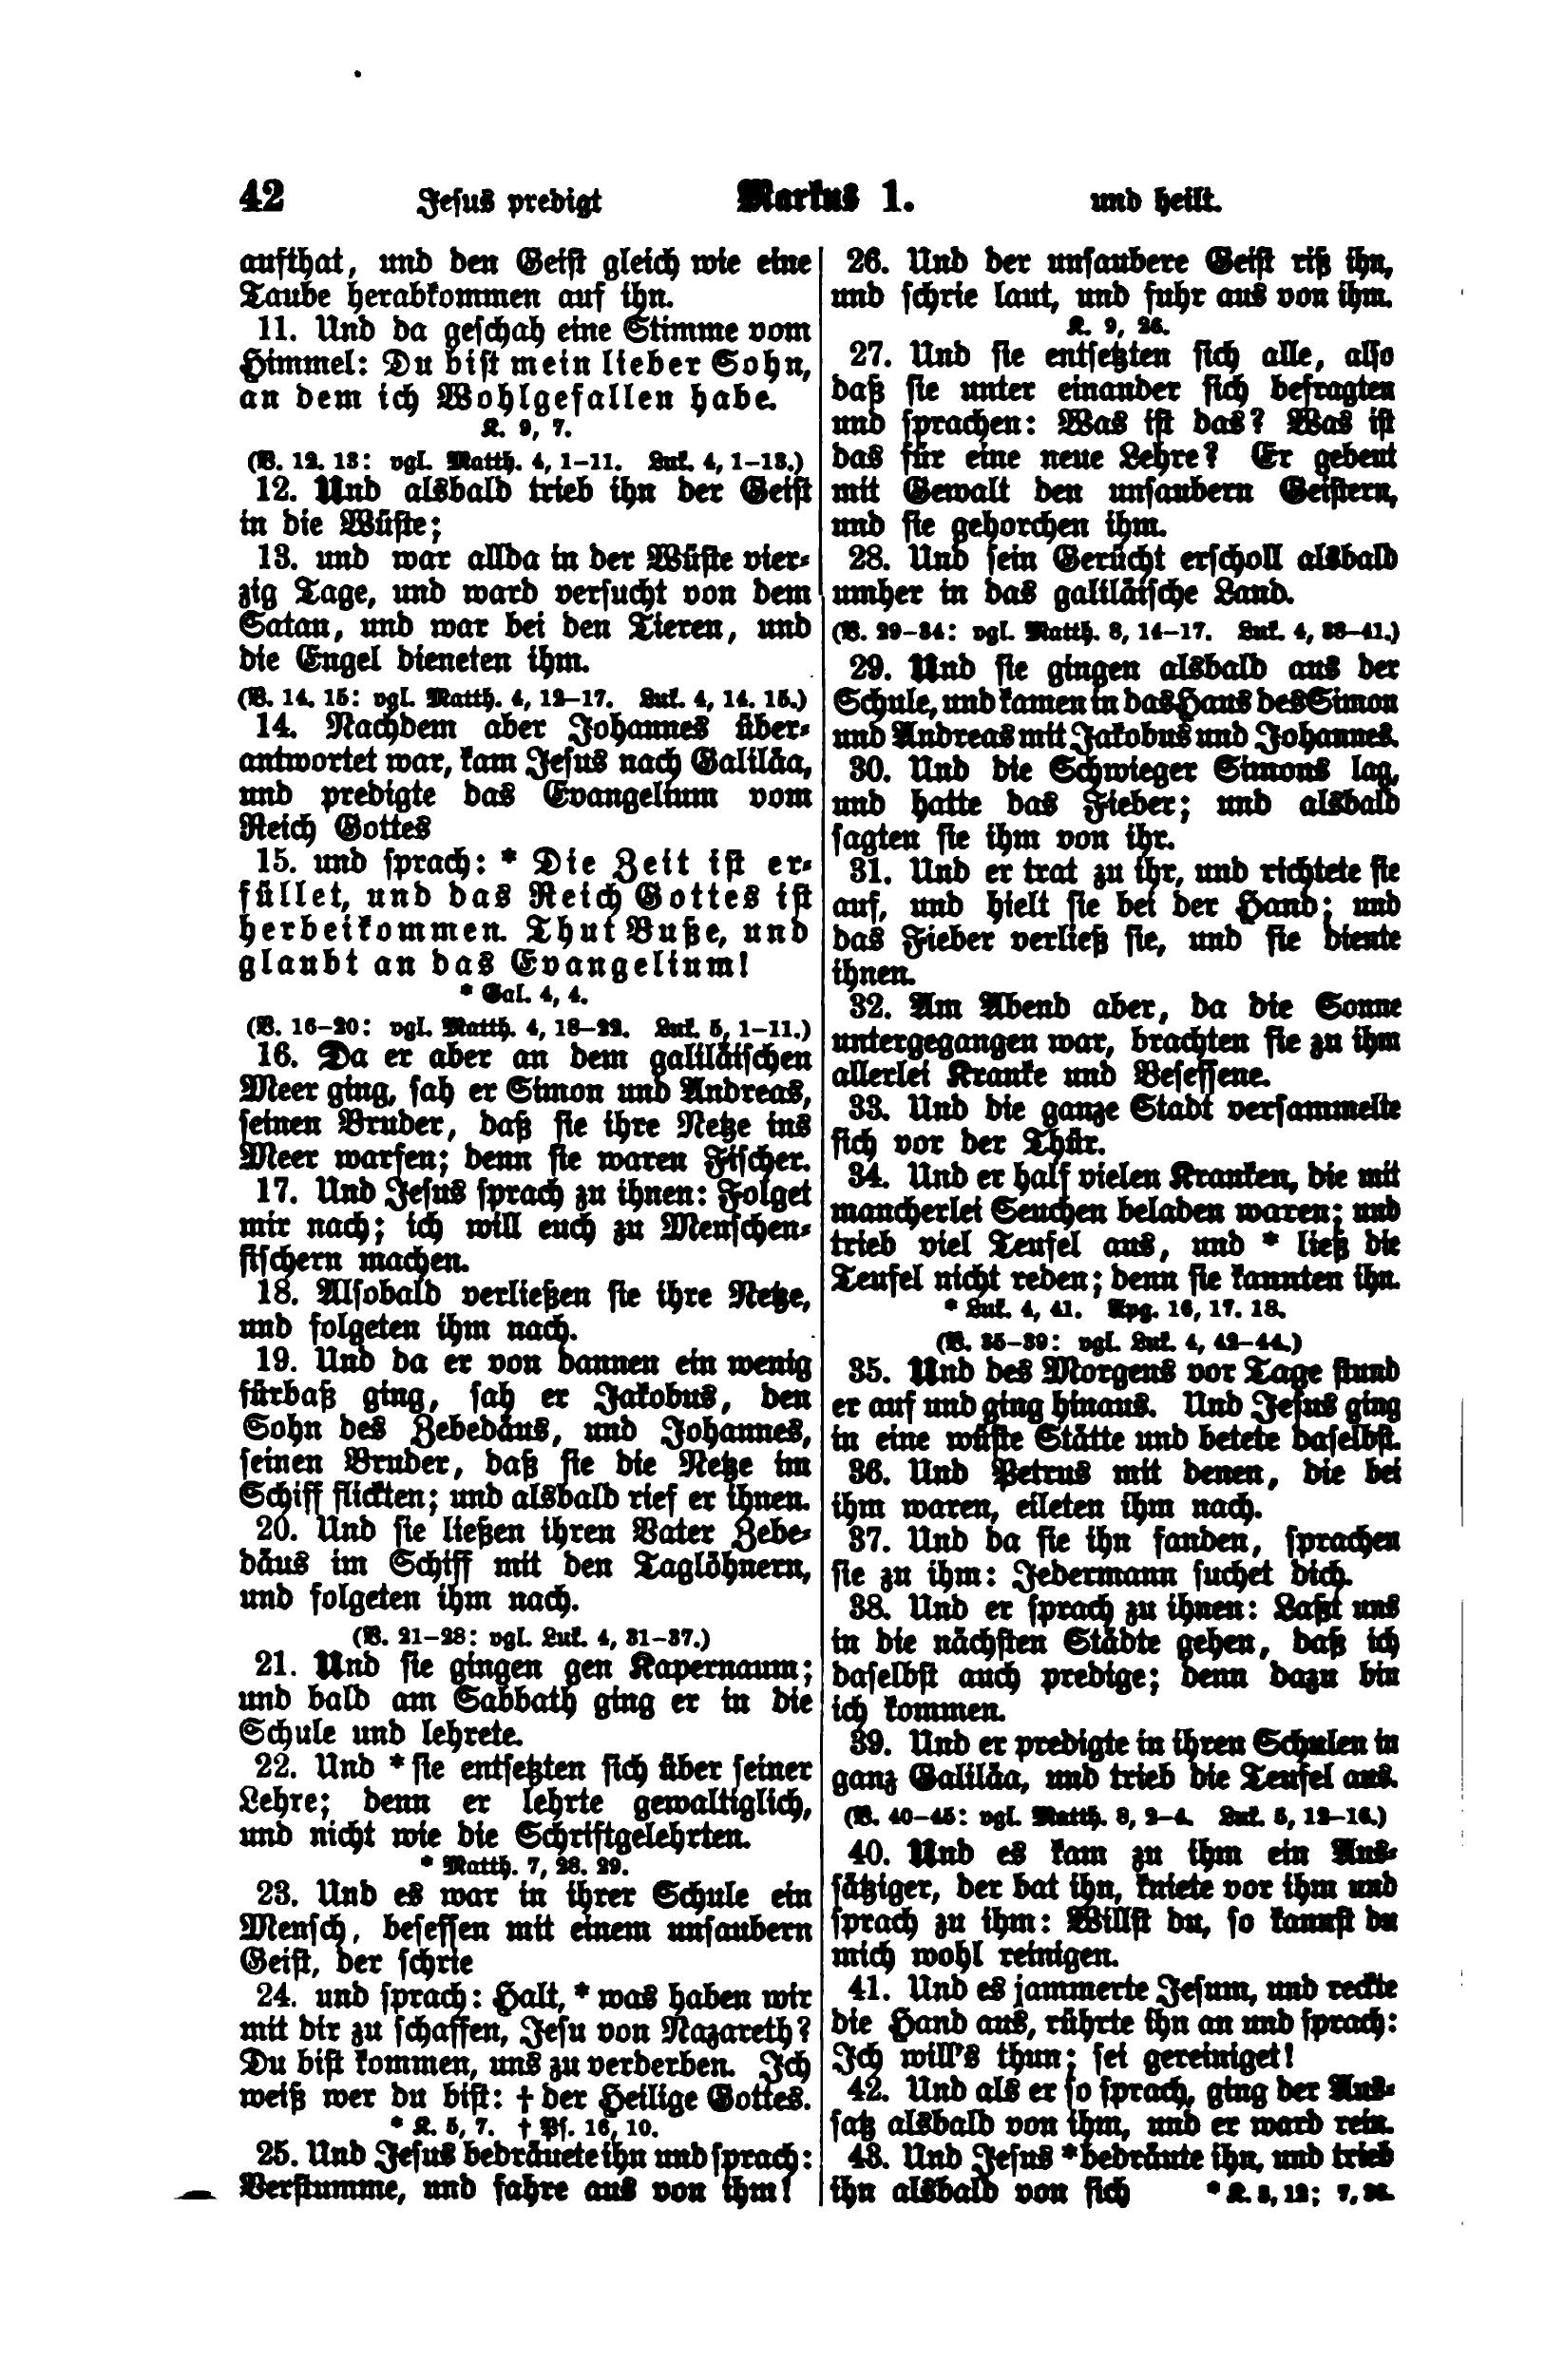 42 Jesus predigt Markus 1. und heilt.
aufthat, und den Geist gleich wie eine
Taube herabkommen auf ihn.
11. Und da geschah eine Stimme vom
Himmel: Du bist mein lieber Sohn,
an dem ich Wohlgefallen habe.
K. 9, 7.
(V. 12. 13: vgl. Matth. 4, 1–11. Luk. 4, 1–13.)
12. Und alsbald trieb ihn der Geist
in die Wüste;
13. und war allda in der Wüste vier-
zig Tage, und ward versucht von dem
Satan, und war bei den Tieren, und
die Engel dieneten ihm.
(V. 14. 15: vgl. Matth. 4, 12–17. Luk. 4, 14. 15.)
14. Nachdem aber Johannes über-
antwortet war, kam Jesus nach Galiläa,
und predigte das Evangelium vom
Reich Gottes
15. und sprach: * Die Zeit ist er-
füllet, und das Reich Gottes ist
herbeikommen. Thut Buße, und
glaubt an das Evangelium!
* Gal. 4, 4.
(V. 16–20: vgl. Matth. 4, 18–22. Luk. 5, 1–11.)
16. Da er aber an dem galiläischen
Meer ging, sah er Simon und Andreas,
seinen Bruder, daß sie ihre Netze ins
Meer warfen; denn sie waren Fischer.
17. Und Jesus sprach zu ihnen: Folget
mir nach; ich will euch zu Menschen-
fischern machen.
18. Alsobald verließen sie ihre Netze,
und folgeten ihm nach.
19. Und da er von dannen ein wenig
fürbaß ging, sah er Jakobus, den
Sohn des Zebedäus, und Johannes,
seinen Bruder, daß sie die Netze im
Schiff flickten; und alsbald rief er ihnen.
20. Und sie ließen ihren Vater Zebe-
däus im Schiff mit den Taglöhnern,
und folgeten ihm nach.
(V. 21–28: vgl. Luk. 4, 31–37.)
21. Und sie gingen gen Kapernaum;
und bald am Sabbath ging er in die
Schule und lehrete.
22. Und * sie entsetzten sich über seiner
Lehre; denn er lehrte gewaltiglich,
und nicht wie die Schriftgelehrten.
* Matth. 7, 28. 29.
23. Und es war in ihrer Schule ein
Mensch, besessen mit einem unsaubern
Geist, der schrie
24. und sprach: Halt, * was haben wir
mit dir zu schaffen, Jesu von Nazareth?
Du bist kommen, uns zu verderben. Ich
weiß wer du bist: † der Heilige Gottes.
* K. 5, 7. † Ps. 16, 10.
25. Und Jesus bedräuete ihn und sprach:
Verstumme, und fahre aus von ihm!
26. Und der unsaubere Geist riß ihn,
und schrie laut, und fuhr aus von ihm.
K. 9, 26.
27. Und sie entsetzten sich alle, also
daß sie unter einander sich befragten
und sprachen: Was ist das? Was ist
das für eine neue Lehre? Er gebeut
mit Gewalt den unsaubern Geistern,
und sie gehorchen ihm.
28. Und sein Gerücht erscholl alsbald
umher in das galiläische Land.
(V. 29–34: vgl. Matth. 8, 14–17. Luk. 4, 38–41.)
29. Und sie gingen alsbald aus der
Schule, und kamen in das Haus des Simon
und Andreas mit Jakobus und Johannes.
30. Und die Schwieger Simons lag,
und hatte das Fieber; und alsbald
sagten sie ihm von ihr.
31. Und er trat zu ihr, und richtete sie
auf, und hielt sie bei der Hand; und
das Fieber verließ sie, und sie diente
ihnen.
32. Am Abend aber, da die Sonne
untergegangen war, brachten sie zu ihm
allerlei Kranke und Besessene.
33. Und die ganze Stadt versammelte
sich vor der Thür.
34. Und er half vielen Kranken, die mit
mancherlei Seuchen beladen waren; und
trieb viel Teufel aus, und * ließ die
Teufel nicht reden; denn sie kannten ihn.
* Luk. 4, 41. Apg. 16, 17. 18.
(V. 35–39: vgl. Luk. 4, 42–44.)
35. Und des Morgens vor Tage stund
er auf und ging hinaus. Und Jesus ging
in eine wüste Stätte und betete daselbst.
36. Und Petrus mit denen, die bei
ihm waren, eileten ihm nach.
37. Und da sie ihn fanden, sprachen
sie zu ihm: Jedermann suchet dich.
38. Und er sprach zu ihnen: Laßt uns
in die nächsten Städte gehen, daß ich
daselbst auch predige; denn dazu bin
ich kommen.
39. Und er predigte in ihren Schulen in
ganz Galiläa, und trieb die Teufel aus.
(V. 40–45: vgl. Matth. 8, 2–4. Luk. 5, 12–16.)
40. Und es kam zu ihm ein Aus-
sätziger, der bat ihn, kniete vor ihm und
sprach zu ihm: Willst du, so kannst du
mich wohl reinigen.
41. Und es jammerte Jesum, und reckte
die Hand aus, rührte ihn an und sprach:
Ich will's thun; sei gereiniget!
42. Und als er so sprach, ging der Aus-
satz alsbald von ihm, und er ward rein.
43. Und Jesus * bedräute ihn, und trieb
ihn alsbald von sich * K. 3, 12; 7, 36.